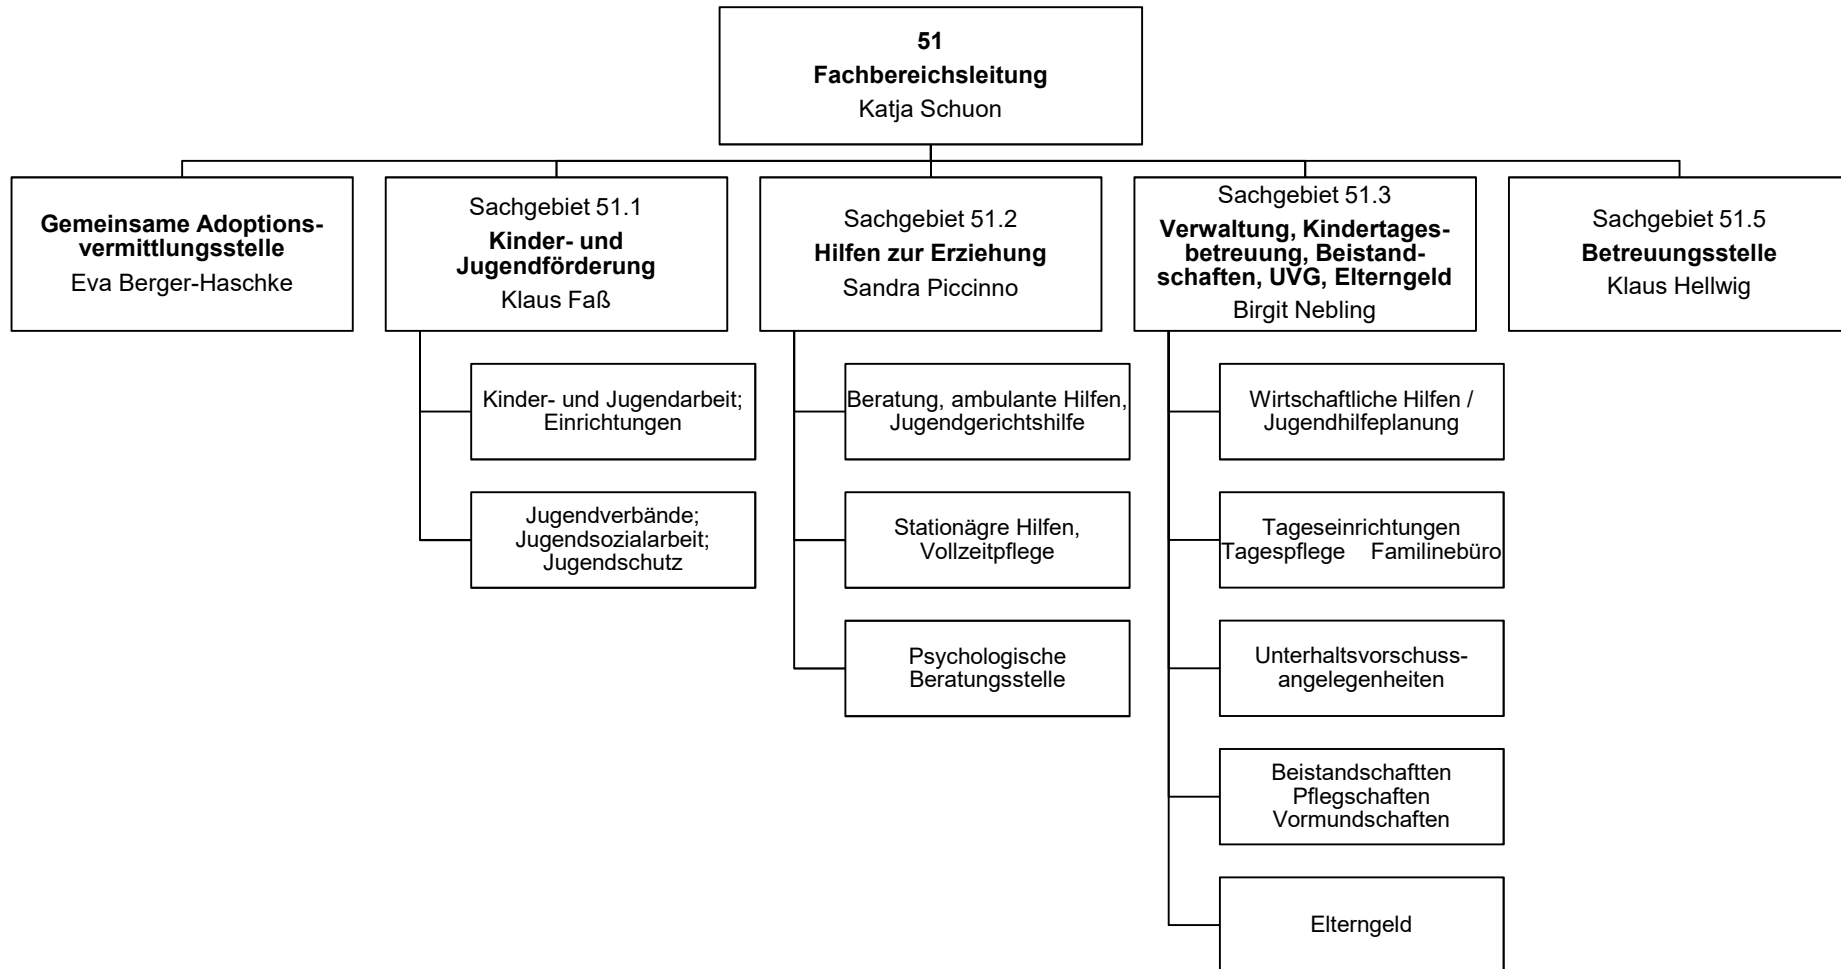 51
Fachbereichsleitung
Katja Schuon
Gemeinsame Adoptions-
vermittlungsstelle
Eva Berger-Haschke
Sachgebiet 51.1
Kinder- und
Jugendförderung
Klaus Faß
Sachgebiet 51.2
Hilfen zur Erziehung
Sandra Piccinno
Sachgebiet 51.3
Verwaltung, Kindertages-
betreuung, Beistand-
schaften, UVG, Elterngeld
Birgit Nebling
Sachgebiet 51.5
Betreuungsstelle
Klaus Hellwig
Kinder- und Jugendarbeit;
Einrichtungen
Jugendverbände;
Jugendsozialarbeit;
Jugendschutz
Beratung, ambulante Hilfen,
Jugendgerichtshilfe
Stationägre Hilfen,
Vollzeitpflege
Psychologische
Beratungsstelle
Wirtschaftliche Hilfen /
Jugendhilfeplanung
Tageseinrichtungen
Tagespflege Familinebüro
Unterhaltsvorschuss-
angelegenheiten
Beistandschaftten
Pflegschaften
Vormundschaften
Elterngeld